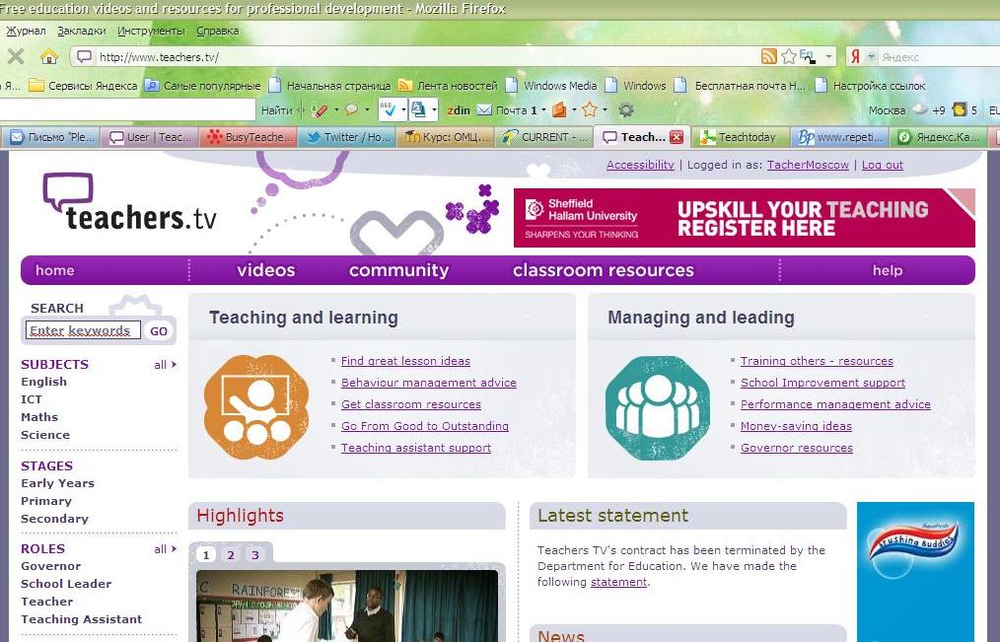 Free education videos and resources for professional development - Mozilla Firefox
Журнал Закладки Инструменты Справка
http://www.teachers.tv/
Я Яндекс
Я... Сервисы Яндекса Самые популярные Начальная страница Лента новостей Windows Media Windows Бесплатная почта H... Настройка ссылок
Найти ABV zdin Почта 1 Москва +9 5 EU
Письмо "Ple... User | Teac... BusyTeache... Twitter / Ho... Курс: ОМЦ,... CURRENT - ... Teach... Teachtoday Bp www.repeti... Яндекс.Ка...
Accessibility | Logged in as: TacherMoscow | Log out
teachers.tv
Sheffield
Hallam University
SHARPENS YOUR THINKING
UPSKILL YOUR TEACHING
REGISTER HERE
home videos community classroom resources help
SEARCH
Enter keywords GO
SUBJECTS all
English
ICT
Maths
Science
STAGES
Early Years
Primary
Secondary
ROLES all
Governor
School Leader
Teacher
Teaching Assistant
Teaching and learning
Find great lesson ideas
Behaviour management advice
Get classroom resources
Go From Good to Outstanding
Teaching assistant support
Managing and leading
Training others - resources
School Improvement support
Performance management advice
Money-saving ideas
Governor resources
Highlights
1 2 3
C RAINFORES
Latest statement
Teachers TV's contract has been terminated by the
Department for Education. We have made the
following statement.
News
Aquafresh
Brushing Buddies